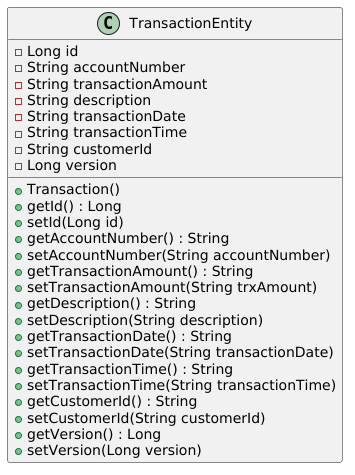 C TransactionEntity
Long id
String accountNumber
String transactionAmount
String description
String transactionDate
String transactionTime
String customerId
Long version
Transaction()
getId() : Long
setId(Long id)
getAccountNumber() : String
setAccountNumber(String accountNumber)
getTransactionAmount() : String
setTransactionAmount(String trxAmount)
getDescription() : String
setDescription(String description)
getTransactionDate() : String
setTransactionDate(String transactionDate)
getTransactionTime() : String
setTransactionTime(String transactionTime)
getCustomerId() : String
setCustomerId(String customerId)
getVersion() : Long
setVersion(Long version)